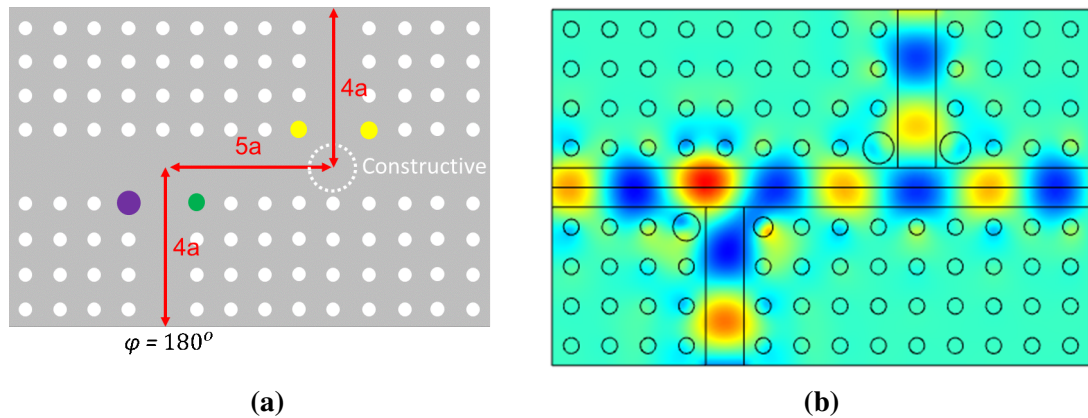 4a
5a
Constructive
4a
φ = 180°
(a)
(b)